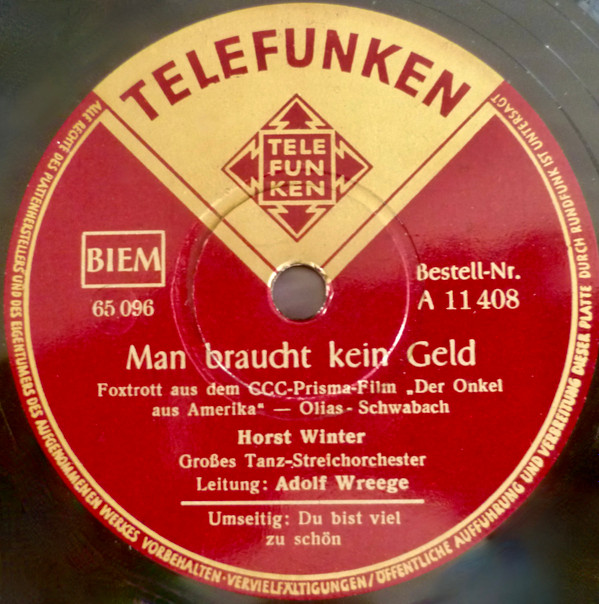 TELEFUNKEN
TELE
FUN
KEN
BIEM
65 096
Bestell-Nr.
A 11 408
Man braucht kein Geld
Foxtrott aus dem CCC-Prisma-Film „Der Onkel
aus Amerika“ — Olias - Schwabach
Horst Winter
Großes Tanz-Streichorchester
Leitung: Adolf Wreege
Umseitig: Du bist viel
zu schön
ALLE RECHTE DES PLATTENHERSTELLERS UND DES EIGENTÜMERS DES AUFGENOMMENEN WERKES VORBEHALTEN · VERVIELFÄLTIGUNGEN / ÖFFENTLICHE AUFFÜHRUNG UND VERBREITUNG DIESER PLATTE DURCH RUNDFUNK IST UNTERSAGT